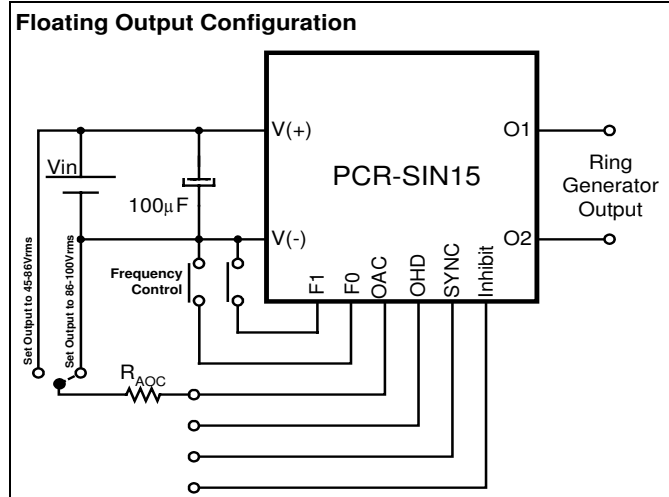 Floating Output Configuration
V(+)
O1
Vin
PCR-SIN15
Ring
Generator
Output
100µF
V(-)
O2
Frequency
Control
F1
F0
OAC
OHD
SYNC
Inhibit
Set Output to 45-86Vrms
Set Output to 86-100Vrms
RAOC